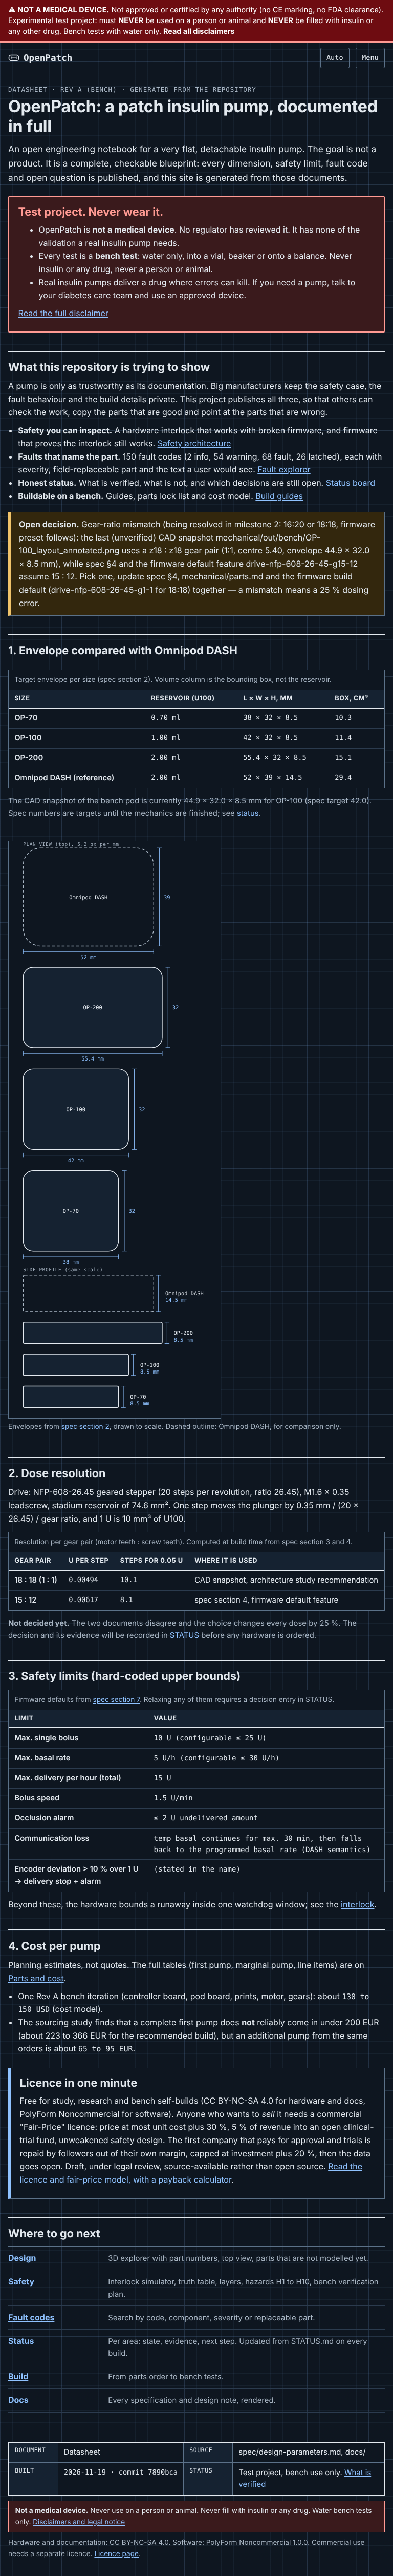 ⚠ NOT A MEDICAL DEVICE. Not approved or certified by any authority (no CE marking, no FDA clearance).
Experimental test project: must NEVER be used on a person or animal and NEVER be filled with insulin or
any other drug. Bench tests with water only. Read all disclaimers
OpenPatch
Auto
Menu
DATASHEET · REV A (BENCH) · GENERATED FROM THE REPOSITORY
OpenPatch: a patch insulin pump, documented
in full
An open engineering notebook for a very flat, detachable insulin pump. The goal is not a
product. It is a complete, checkable blueprint: every dimension, safety limit, fault code
and open question is published, and this site is generated from those documents.
Test project. Never wear it.
• OpenPatch is not a medical device. No regulator has reviewed it. It has none of the
validation a real insulin pump needs.
• Every test is a bench test: water only, into a vial, beaker or onto a balance. Never
insulin or any drug, never a person or animal.
• Real insulin pumps deliver a drug where errors can kill. If you need a pump, talk to
your diabetes care team and use an approved device.
Read the full disclaimer
What this repository is trying to show
A pump is only as trustworthy as its documentation. Big manufacturers keep the safety case, the
fault behaviour and the build details private. This project publishes all three, so that others can
check the work, copy the parts that are good and point at the parts that are wrong.
• Safety you can inspect. A hardware interlock that works with broken firmware, and firmware
that proves the interlock still works. Safety architecture
• Faults that name the part. 150 fault codes (2 info, 54 warning, 68 fault, 26 latched), each with
severity, field-replaceable part and the text a user would see. Fault explorer
• Honest status. What is verified, what is not, and which decisions are still open. Status board
• Buildable on a bench. Guides, parts lock list and cost model. Build guides
Open decision. Gear-ratio mismatch (being resolved in milestone 2: 16:20 or 18:18, firmware
preset follows): the last (unverified) CAD snapshot mechanical/out/bench/OP-
100_layout_annotated.png uses a z18 : z18 gear pair (1:1, centre 5.40, envelope 44.9 × 32.0
× 8.5 mm), while spec §4 and the firmware default feature drive-nfp-608-26-45-g15-12
assume 15 : 12. Pick one, update spec §4, mechanical/parts.md and the firmware build
default (drive-nfp-608-26-45-g1-1 for 18:18) together — a mismatch means a 25 % dosing
error.
1. Envelope compared with Omnipod DASH
Target envelope per size (spec section 2). Volume column is the bounding box, not the reservoir.
SIZE RESERVOIR (U100) L × W × H, MM BOX, CM³
OP-70 0.70 ml 38 × 32 × 8.5 10.3
OP-100 1.00 ml 42 × 32 × 8.5 11.4
OP-200 2.00 ml 55.4 × 32 × 8.5 15.1
Omnipod DASH (reference) 2.00 ml 52 × 39 × 14.5 29.4
The CAD snapshot of the bench pod is currently 44.9 × 32.0 × 8.5 mm for OP-100 (spec target 42.0).
Spec numbers are targets until the mechanics are finished; see status.
PLAN VIEW (top), 5.2 px per mm
Omnipod DASH
39
52 mm
OP-200
32
55.4 mm
OP-100
32
42 mm
OP-70
32
38 mm
SIDE PROFILE (same scale)
Omnipod DASH
14.5 mm
OP-200
8.5 mm
OP-100
8.5 mm
OP-70
8.5 mm
Envelopes from spec section 2, drawn to scale. Dashed outline: Omnipod DASH, for comparison only.
2. Dose resolution
Drive: NFP-608-26.45 geared stepper (20 steps per revolution, ratio 26.45), M1.6 × 0.35
leadscrew, stadium reservoir of 74.6 mm². One step moves the plunger by 0.35 mm / (20 ×
26.45) / gear ratio, and 1 U is 10 mm³ of U100.
Resolution per gear pair (motor : screw teeth). Computed at build time from spec section 3 and 4.
GEAR PAIR U PER STEP STEPS FOR 0.05 U WHERE IT IS USED
18 : 18 (1 : 1) 0.00494 10.1 CAD snapshot, architecture study recommendation
15 : 12 0.00617 8.1 spec section 4, firmware default feature
Not decided yet. The two documents disagree and the choice changes every dose by 25 %. The
decision and its evidence will be recorded in STATUS before any hardware is ordered.
3. Safety limits (hard-coded upper bounds)
Firmware defaults from spec section 7. Relaxing any of them requires a decision entry in STATUS.
LIMIT VALUE
Max. single bolus 10 U (configurable ≤ 25 U)
Max. basal rate 5 U/h (configurable ≤ 30 U/h)
Max. delivery per hour (total) 15 U
Bolus speed 1.5 U/min
Occlusion alarm ≤ 2 U undelivered amount
Communication loss temp basal continues for max. 30 min, then falls
back to the programmed basal rate (DASH semantics)
Encoder deviation > 10 % over 1 U (stated in the name)
→ delivery stop + alarm
Beyond these, the hardware bounds a runaway inside one watchdog window; see the interlock.
4. Cost per pump
Planning estimates, not quotes. The full tables (first pump, marginal pump, line items) are on
Parts and cost.
• One Rev A bench iteration (controller board, pod board, prints, motor, gears): about 130 to
150 USD (cost model).
• The sourcing study finds that a complete first pump does not reliably come in under 200 EUR
(about 223 to 366 EUR for the recommended build), but an additional pump from the same
orders is about 65 to 95 EUR.
Licence in one minute
Free for study, research and bench self-builds (CC BY-NC-SA 4.0 for hardware and docs,
PolyForm Noncommercial for software). Anyone who wants to sell it needs a commercial
"Fair-Price" licence: price at most unit cost plus 30 %, 5 % of revenue into an open clinical-
trial fund, unweakened safety design. The first company that pays for approval and trials is
repaid by followers out of their own margin, capped at investment plus 20 %, then the data
goes open. Draft, under legal review, source-available rather than open source. Read the
licence and fair-price model, with a payback calculator.
Where to go next
Design 3D explorer with part numbers, top view, parts that are not modelled yet.
Safety Interlock simulator, truth table, layers, hazards H1 to H10, bench verification
plan.
Fault codes Search by code, component, severity or replaceable part.
Status Per area: state, evidence, next step. Updated from STATUS.md on every
build.
Build From parts order to bench tests.
Docs Every specification and design note, rendered.
DOCUMENT Datasheet SOURCE spec/design-parameters.md, docs/
BUILT 2026-11-19 · commit 7890bca STATUS Test project, bench use only. What is
verified
Not a medical device. Never use on a person or animal. Never fill with insulin or any drug. Water bench tests
only. Disclaimers and legal notice
Hardware and documentation: CC BY-NC-SA 4.0. Software: PolyForm Noncommercial 1.0.0. Commercial use
needs a separate licence. Licence page.